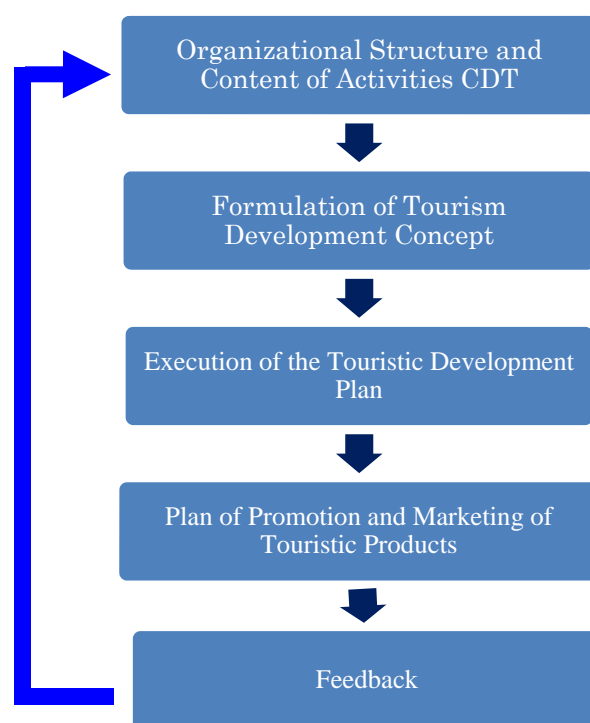 Organizational Structure and
Content of Activities CDT
Formulation of Tourism
Development Concept
Execution of the Touristic Development
Plan
Plan of Promotion and Marketing of
Touristic Products
Feedback